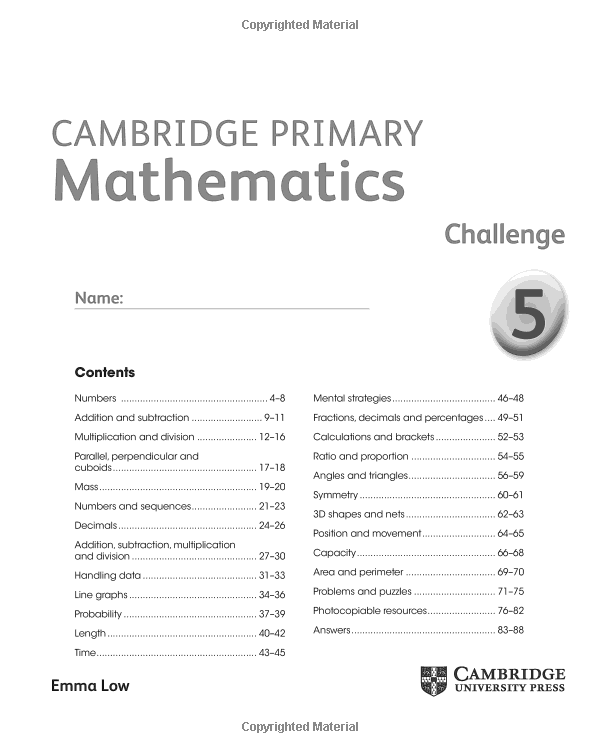 Copyrighted Material
CAMBRIDGE PRIMARY
Mathematics
Challenge
Name:
5
Contents
Numbers ........................................................ 4–8
Addition and subtraction .......................... 9–11
Multiplication and division ...................... 12–16
Parallel, perpendicular and
cuboids..................................................... 17–18
Mass.......................................................... 19–20
Numbers and sequences........................ 21–23
Decimals................................................... 24–26
Addition, subtraction, multiplication
and division .............................................. 27–30
Handling data .......................................... 31–33
Line graphs ............................................... 34–36
Probability ................................................. 37–39
Length....................................................... 40–42
Time........................................................... 43–45
Mental strategies...................................... 46–48
Fractions, decimals and percentages.... 49–51
Calculations and brackets...................... 52–53
Ratio and proportion ............................... 54–55
Angles and triangles................................ 56–59
Symmetry .................................................. 60–61
3D shapes and nets................................. 62–63
Position and movement........................... 64–65
Capacity................................................... 66–68
Area and perimeter ................................. 69–70
Problems and puzzles .............................. 71–75
Photocopiable resources......................... 76–82
Answers..................................................... 83–88
Emma Low
CAMBRIDGE
UNIVERSITY PRESS
Copyrighted Material